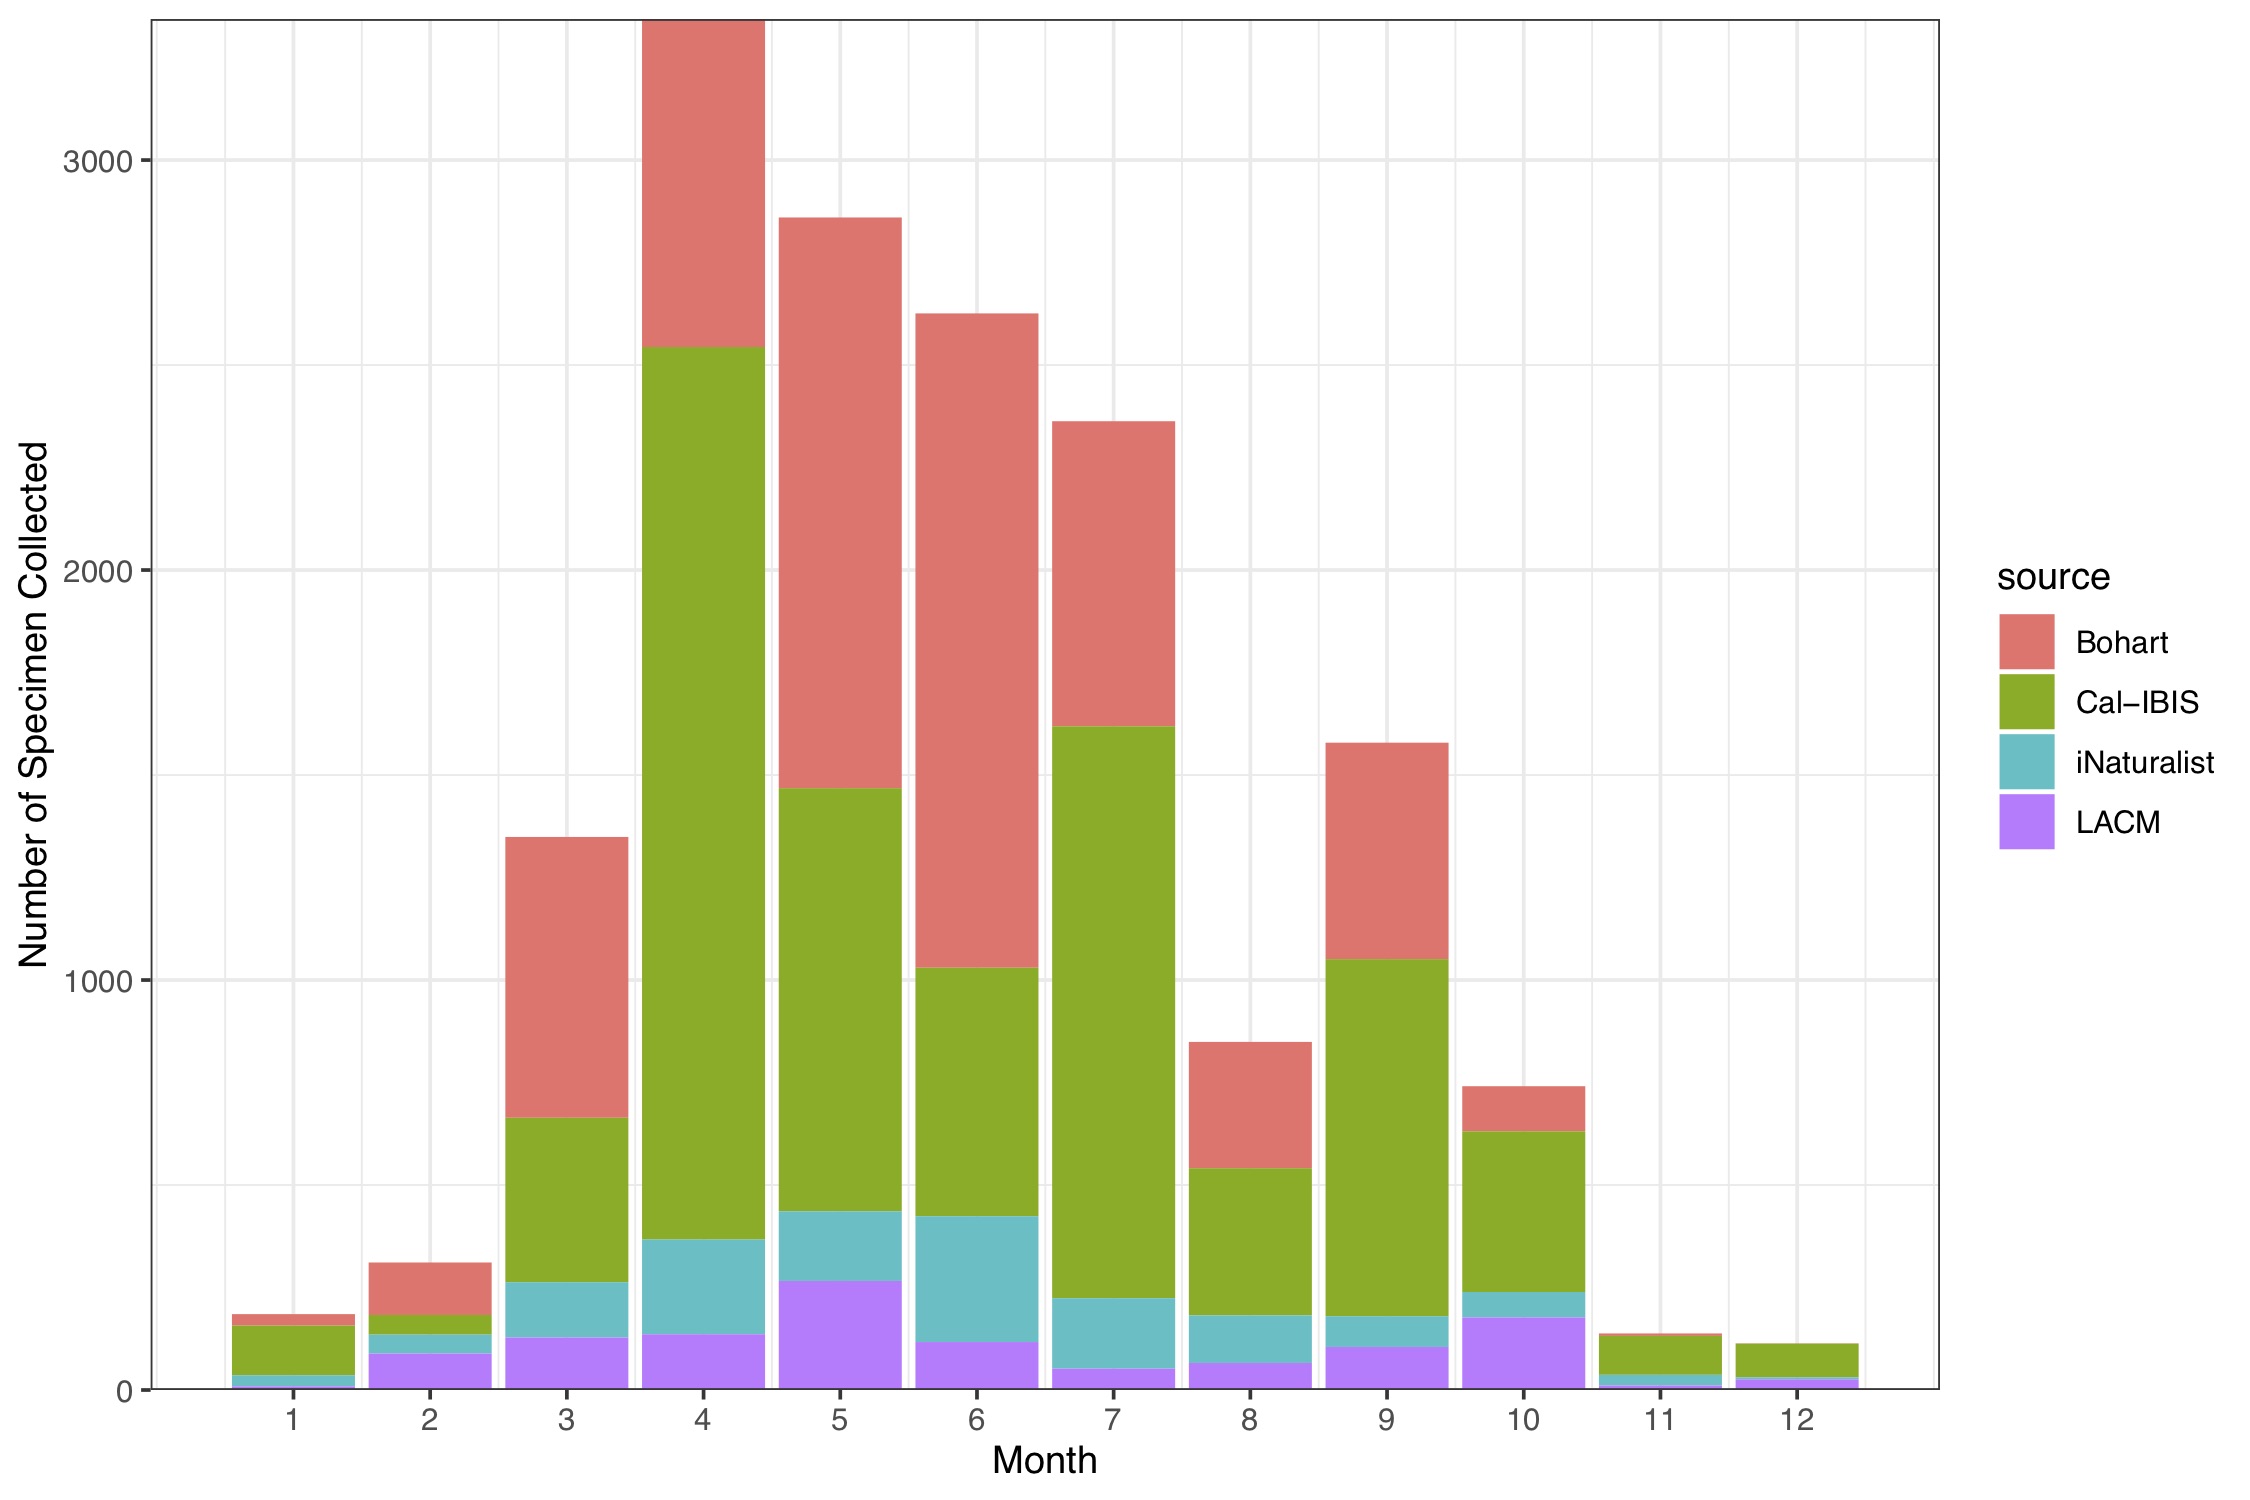 Number of Specimen Collected
3000
2000
1000
0
1 2 3 4 5 6 7 8 9 10 11 12
Month
source
Bohart
Cal−IBIS
iNaturalist
LACM